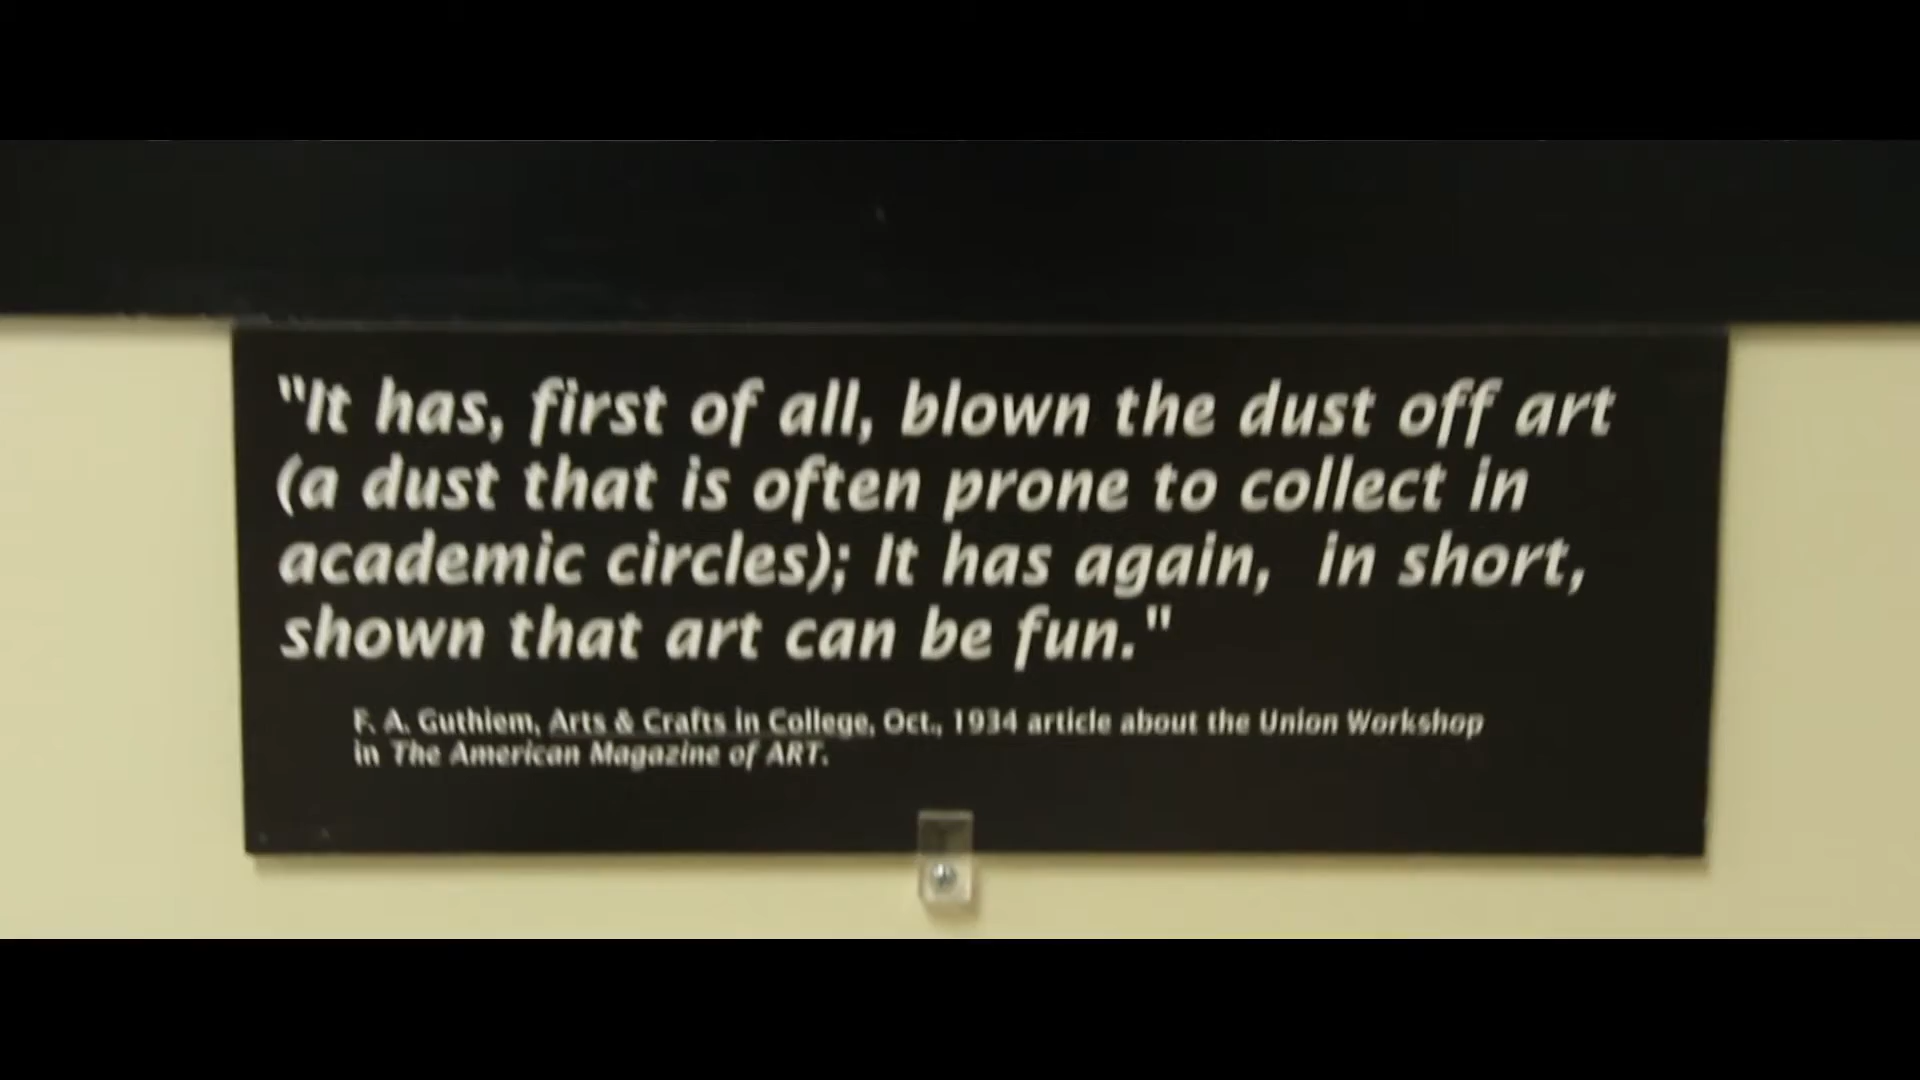 "It has, first of all, blown the dust off art
(a dust that is often prone to collect in
academic circles); It has again,  in short,
shown that art can be fun."
F. A. Guthiem, Arts & Crafts in College, Oct., 1934 article about the Union Workshop
in The American Magazine of ART.